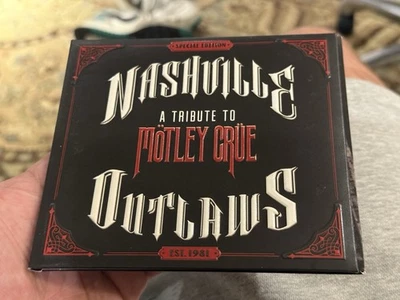 SPECIAL EDITION
NASHVILLE
A TRIBUTE TO
MÖTLEY CRÜE
OUTLAWS
EST. 1981